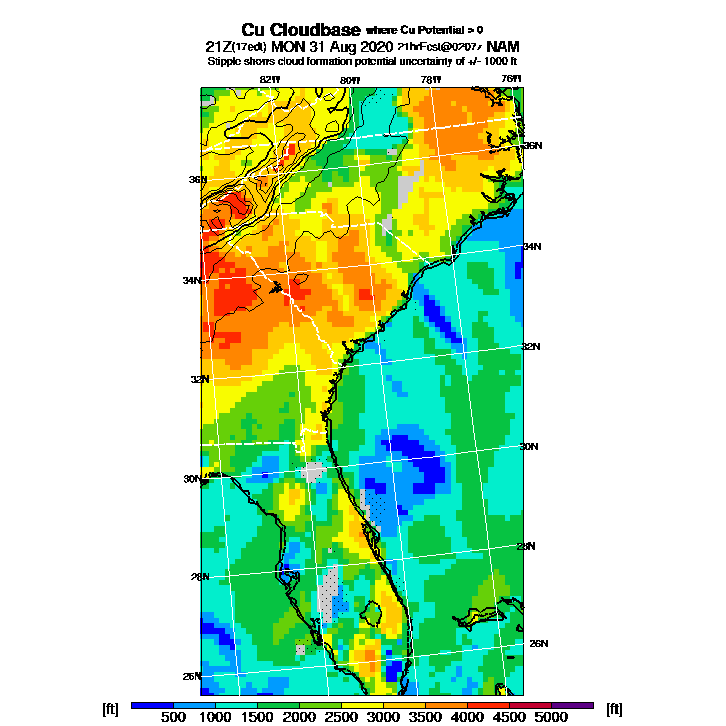 Cu Cloudbase where Cu Potential > 0
21Z(17edt) MON 31 Aug 2020 21hrFcst@0207z NAM
Stipple shows cloud formation potential uncertainty of +/- 1000 ft
82W 80W 78W 76W
36N 36N
34N 34N
32N 32N
30N 30N
28N 28N
26N 26N
[ft] 500 1000 1500 2000 2500 3000 3500 4000 4500 5000 [ft]